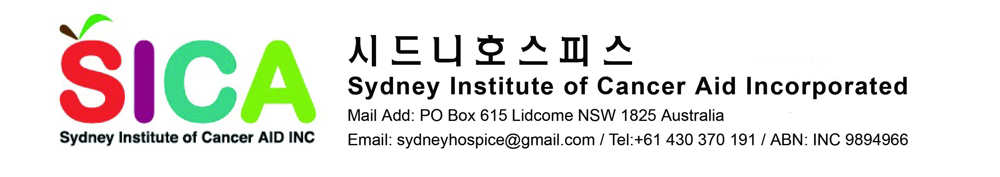 SICA
Sydney Institute of Cancer AID INC
시드니호스피스
Sydney Institute of Cancer Aid Incorporated
Mail Add: PO Box 615 Lidcome NSW 1825 Australia
Email: sydneyhospice@gmail.com / Tel:+61 430 370 191 / ABN: INC 9894966